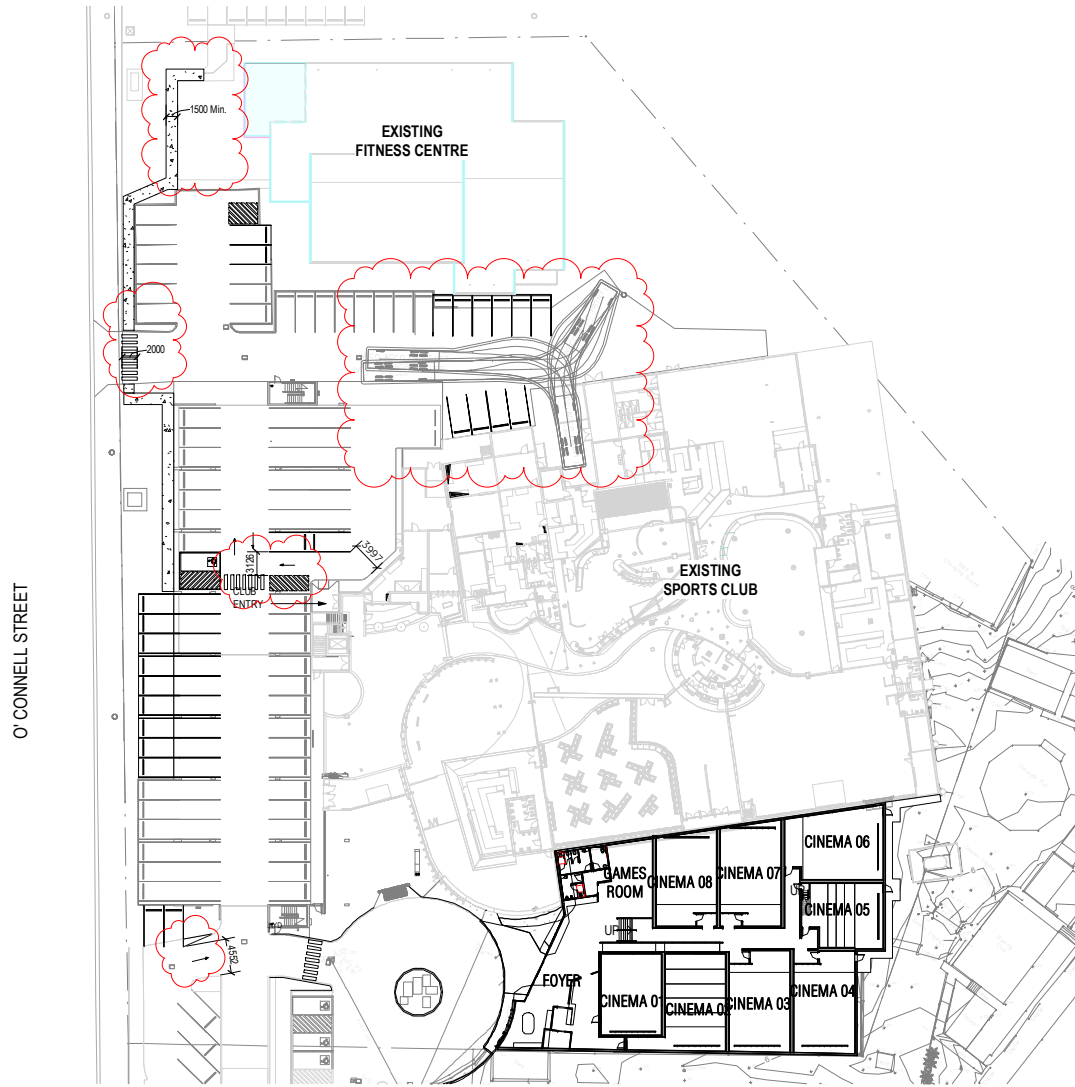 1500 Min.
EXISTING
FITNESS CENTRE
2000
3997
3126
CLUB
ENTRY
EXISTING
SPORTS CLUB
O' CONNELL STREET
CINEMA 06
CINEMA 07
CINEMA 08
GAMES
ROOM
CINEMA 05
UP
4552
FOYER
CINEMA 01
CINEMA 02
CINEMA 03
CINEMA 04